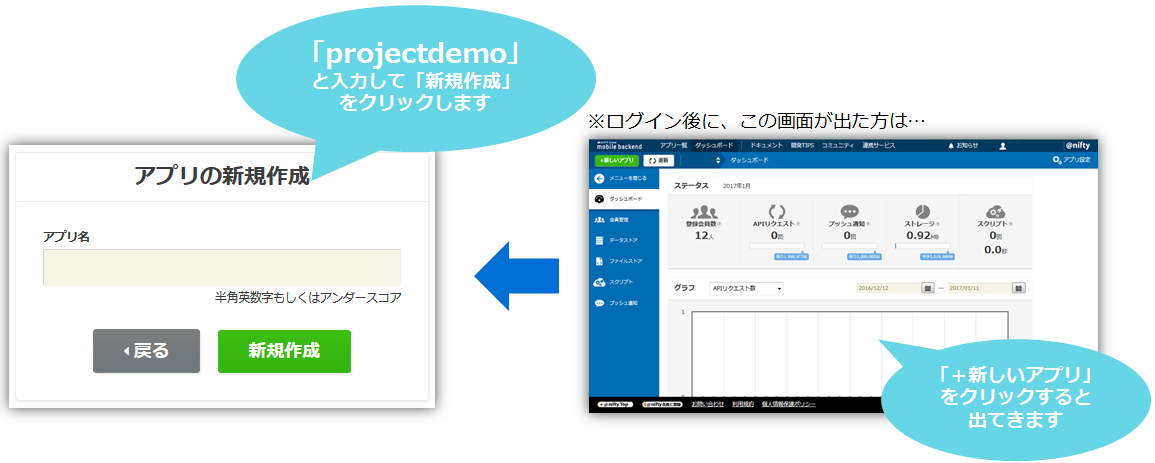 「projectdemo」
と入力して「新規作成」
をクリックします
アプリの新規作成
アプリ名
半角英数字もしくはアンダースコア
戻る
新規作成
※ログイン後に、この画面が出た方は…
mobile backend
アプリ一覧 ダッシュボード ドキュメント 開発TIPS コミュニティ 連携サービス お知らせ @nifty
+新しいアプリ 更新 ダッシュボード アプリ設定
メニューを閉じる
ダッシュボード
会員管理
データストア
ファイルストア
スクリプト
プッシュ通知
ステータス 2017年1月
登録会員数 APIリクエスト プッシュ通知 ストレージ スクリプト
12人 0回 0回 0.92MB 0回
0.0秒
グラフ APIリクエスト数 2016/12/12 ― 2017/01/11
1
0
@nifty Top お問い合わせ 利用規約 個人情報保護ポリシー
「＋新しいアプリ」
をクリックすると
出てきます